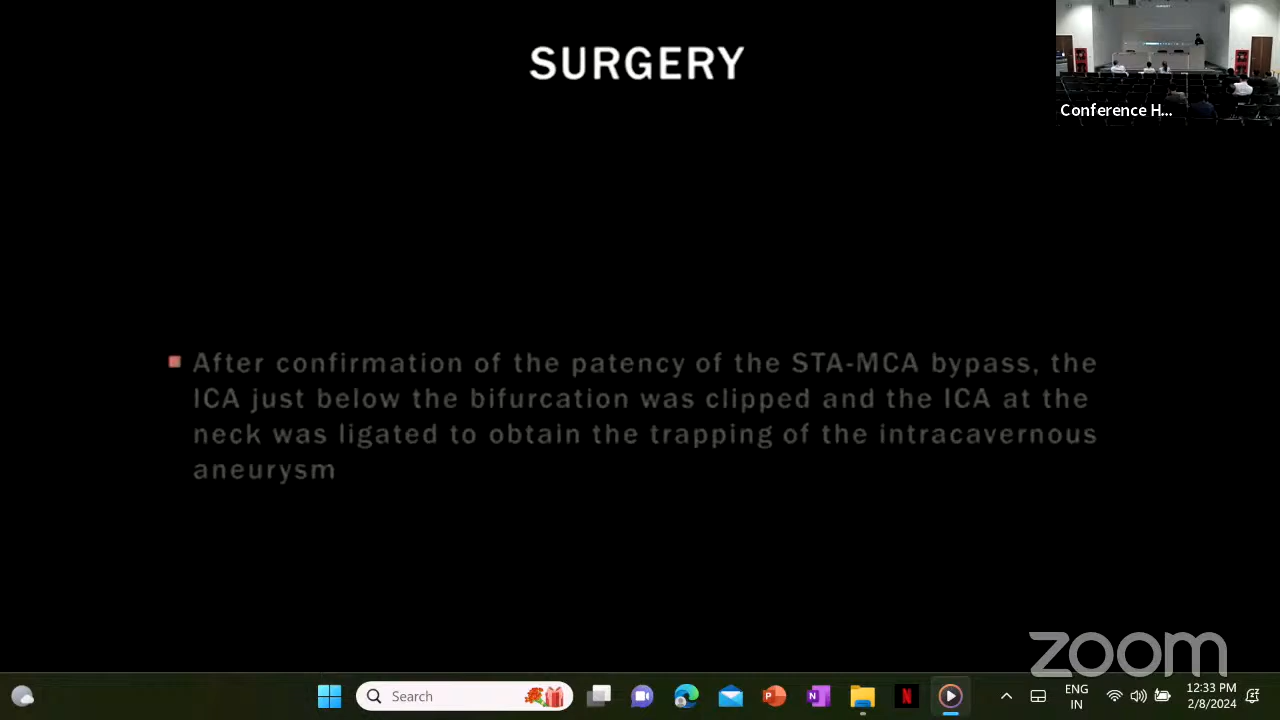 SURGERY
Conference H...
After confirmation of the patency of the STA-MCA bypass, the
ICA just below the bifurcation was clipped and the ICA at the
neck was ligated to obtain the trapping of the intracavernous
aneurysm
zoom
Search
ENG
IN
12:33 PM
2/8/2024